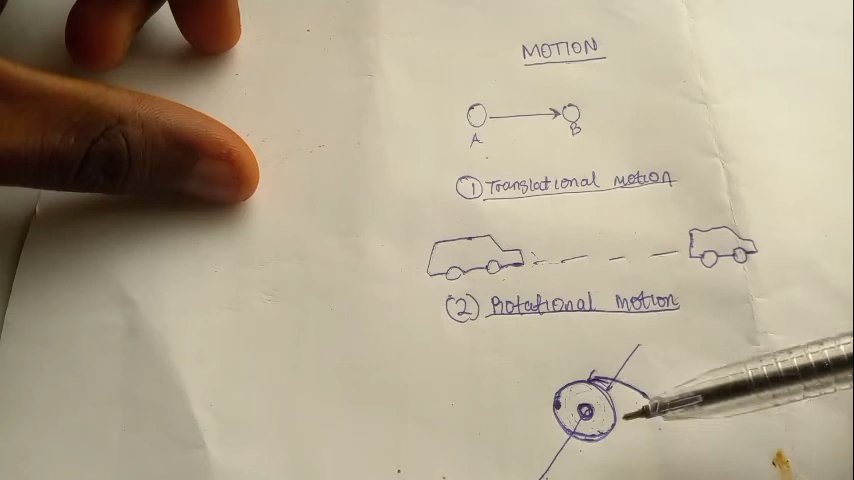 MOTION
A B
① Translational motion
(2) Rotational motion